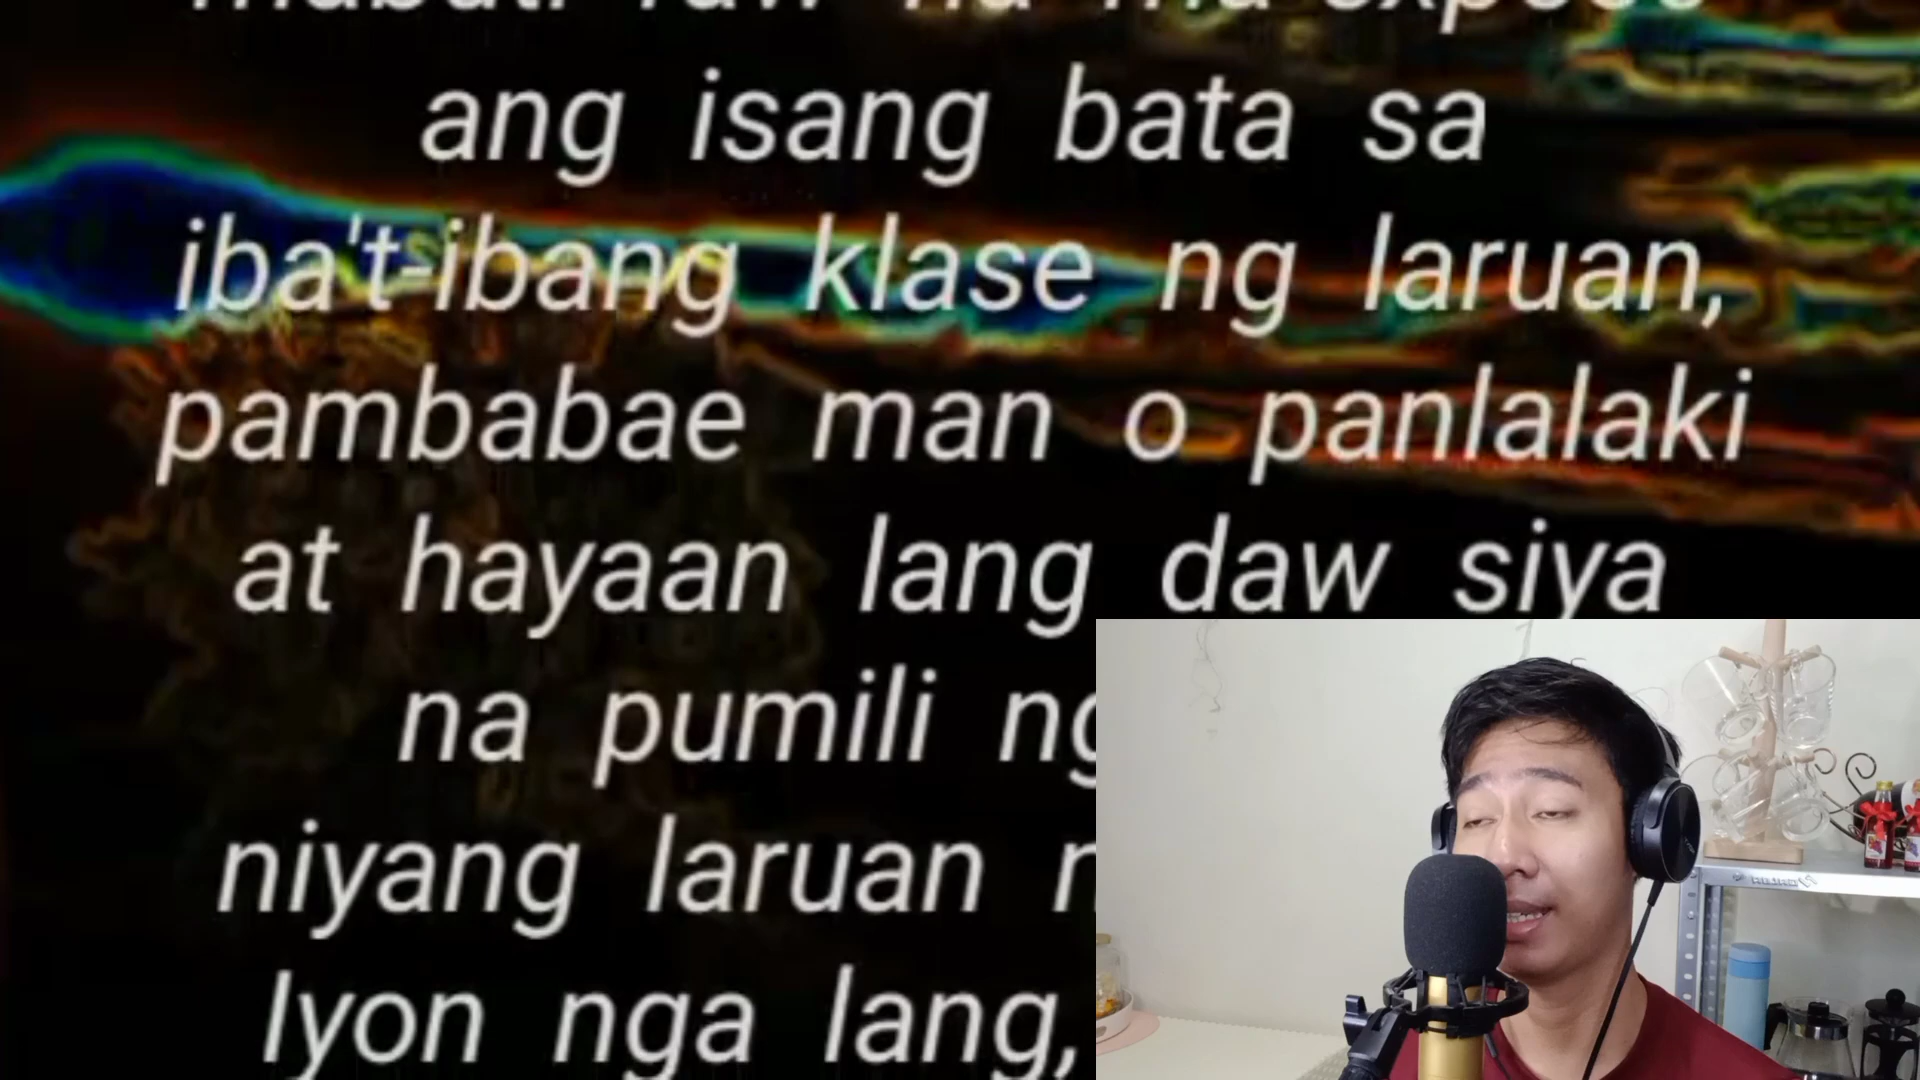 ang isang bata sa
iba't-ibang klase ng laruan,
pambabae man o panlalaki
at hayaan lang daw siya
na pumili
niyang laruan
Iyon nga lang,